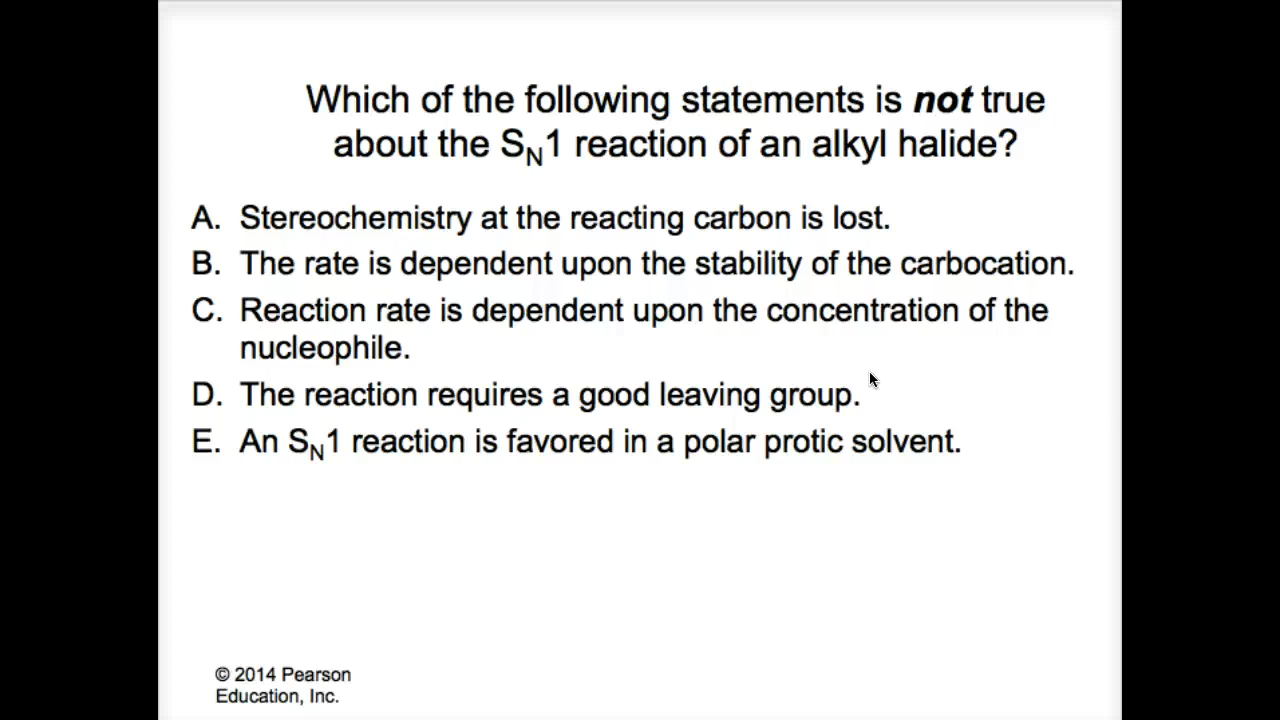 Which of the following statements is not true
about the SN1 reaction of an alkyl halide?
A. Stereochemistry at the reacting carbon is lost.
B. The rate is dependent upon the stability of the carbocation.
C. Reaction rate is dependent upon the concentration of the
nucleophile.
D. The reaction requires a good leaving group.
E. An SN1 reaction is favored in a polar protic solvent.
© 2014 Pearson
Education, Inc.